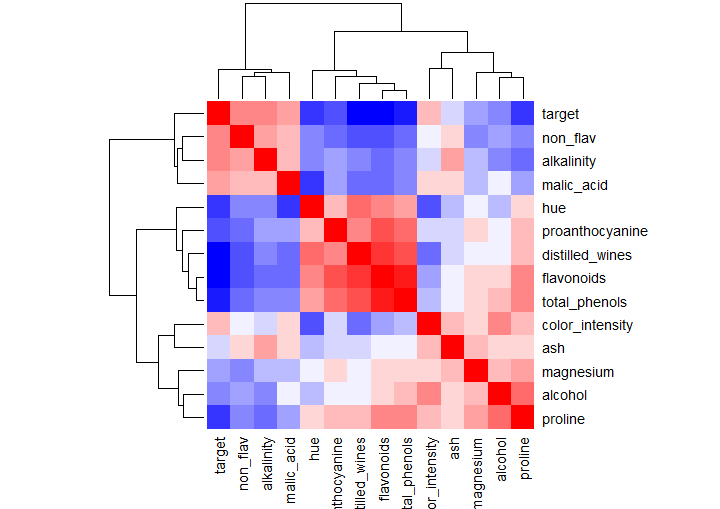 target
non_flav
alkalinity
malic_acid
hue
proanthocyanine
distilled_wines
flavonoids
total_phenols
color_intensity
ash
magnesium
alcohol
proline
target
non_flav
alkalinity
malic_acid
hue
nthocyanine
tilled_wines
flavonoids
tal_phenols
or_intensity
ash
magnesium
alcohol
proline